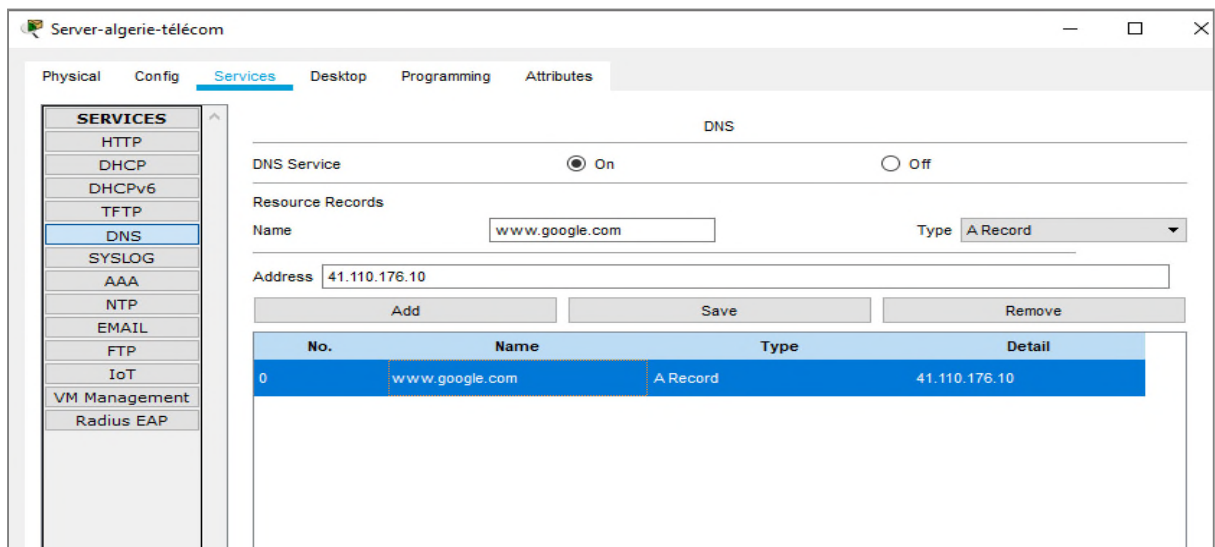 Server-algerie-télécom
Physical Config Services Desktop Programming Attributes
SERVICES
HTTP
DHCP
DHCPv6
TFTP
DNS
SYSLOG
AAA
NTP
EMAIL
FTP
IoT
VM Management
Radius EAP
DNS
DNS Service On Off
Resource Records
Name www.google.com Type A Record
Address 41.110.176.10
Add Save Remove
No. Name Type Detail
0 www.google.com A Record 41.110.176.10